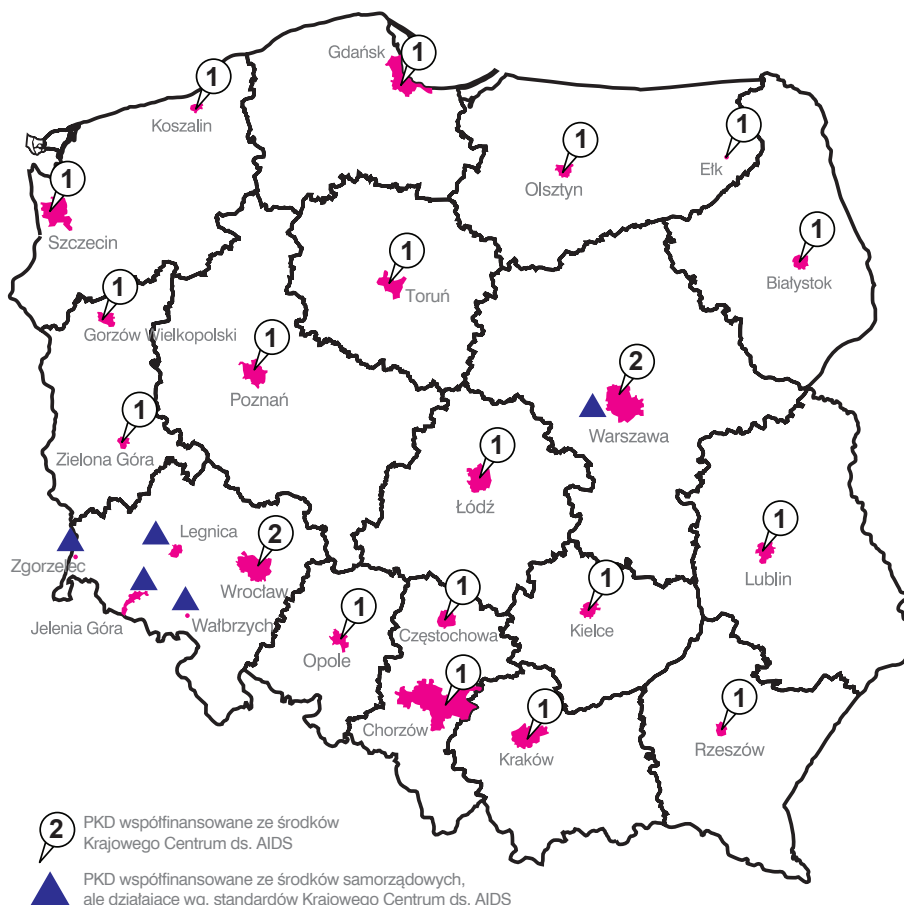 Gdańsk
1
1
Koszalin
1
Olsztyn
1
Ełk
1
Szczecin
1
Białystok
1
Toruń
1
Gorzów Wielkopolski
1
Poznań
2
Warszawa
1
Zielona Góra
1
Łódź
Legnica
2
Wrocław
Zgorzelec
1
Lublin
Jelenia Góra
Wałbrzych
1
Opole
1
Częstochowa
1
Kielce
1
Chorzów
1
Kraków
1
Rzeszów
2
PKD współfinansowane ze środków
Krajowego Centrum ds. AIDS
PKD współfinansowane ze środków samorządowych,
ale działające wg. standardów Krajowego Centrum ds. AIDS